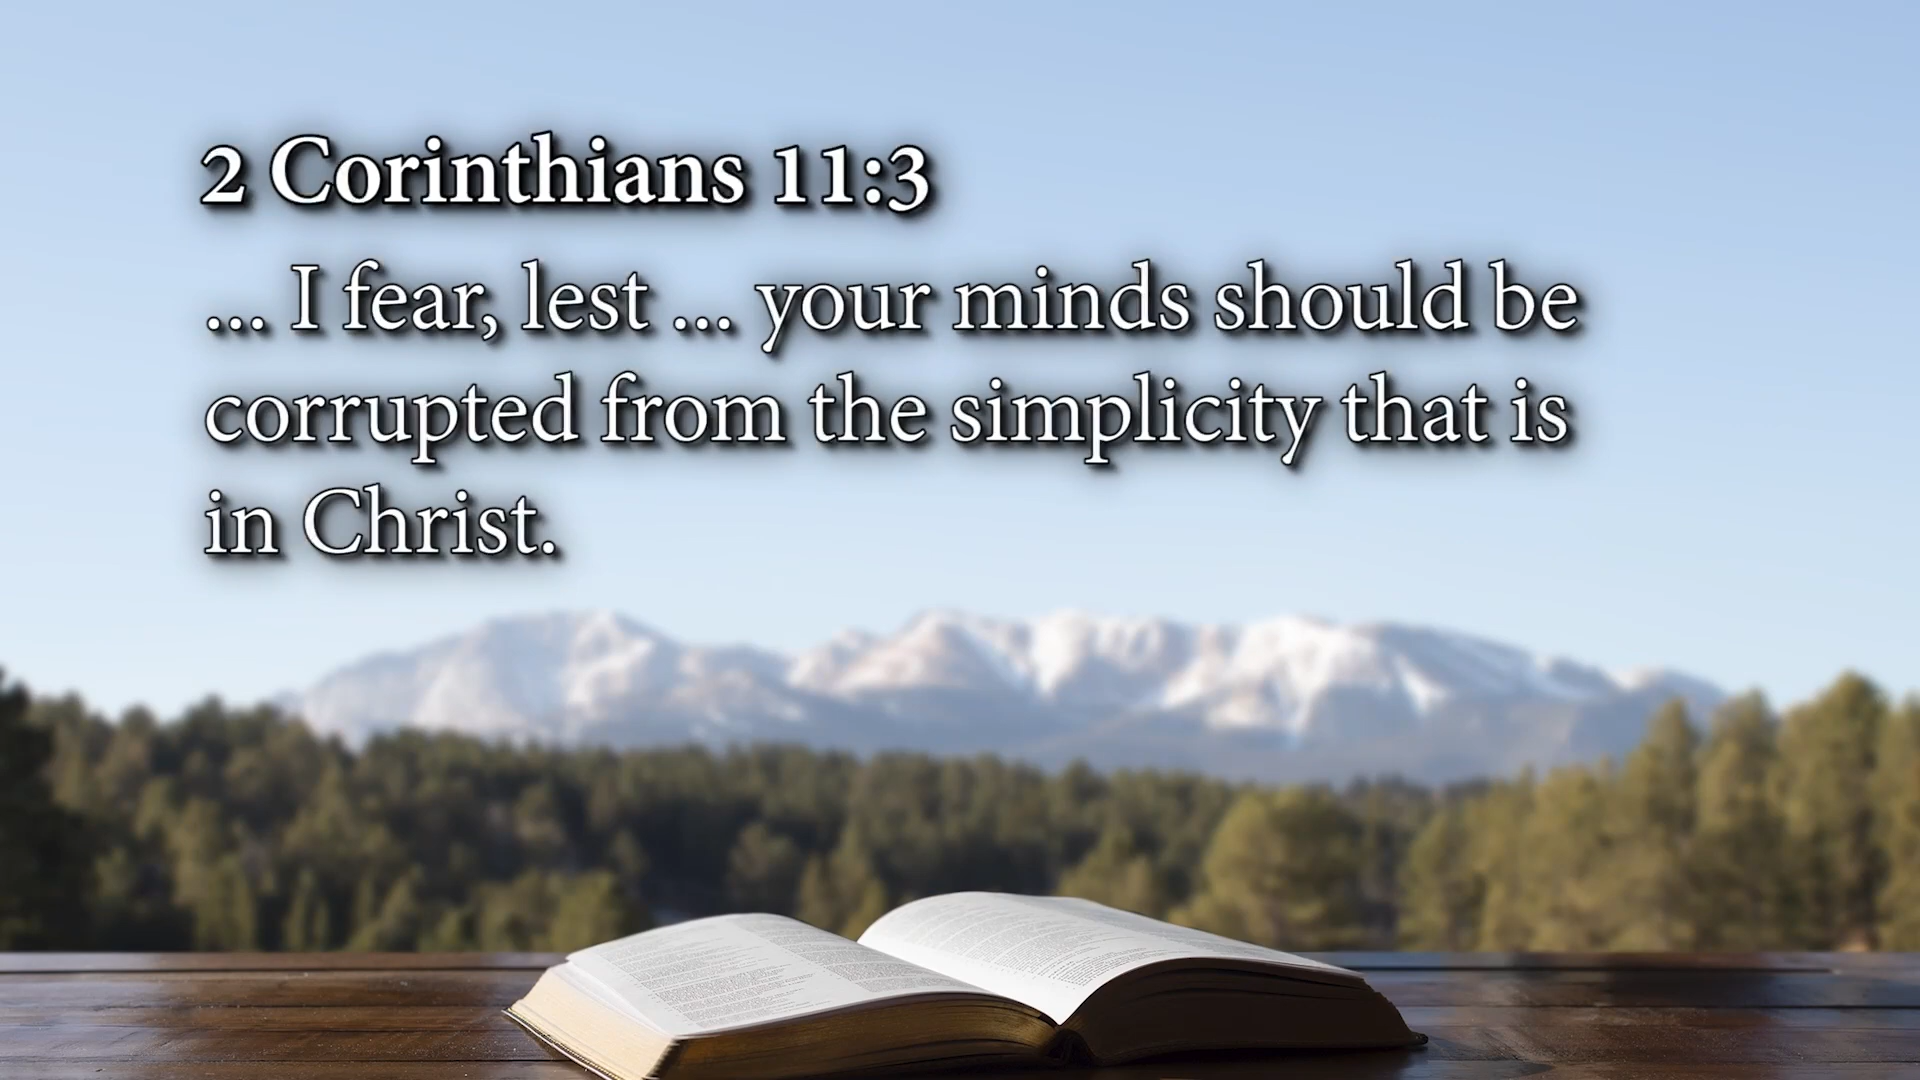 2 Corinthians 11:3
... I fear, lest ... your minds should be
corrupted from the simplicity that is
in Christ.